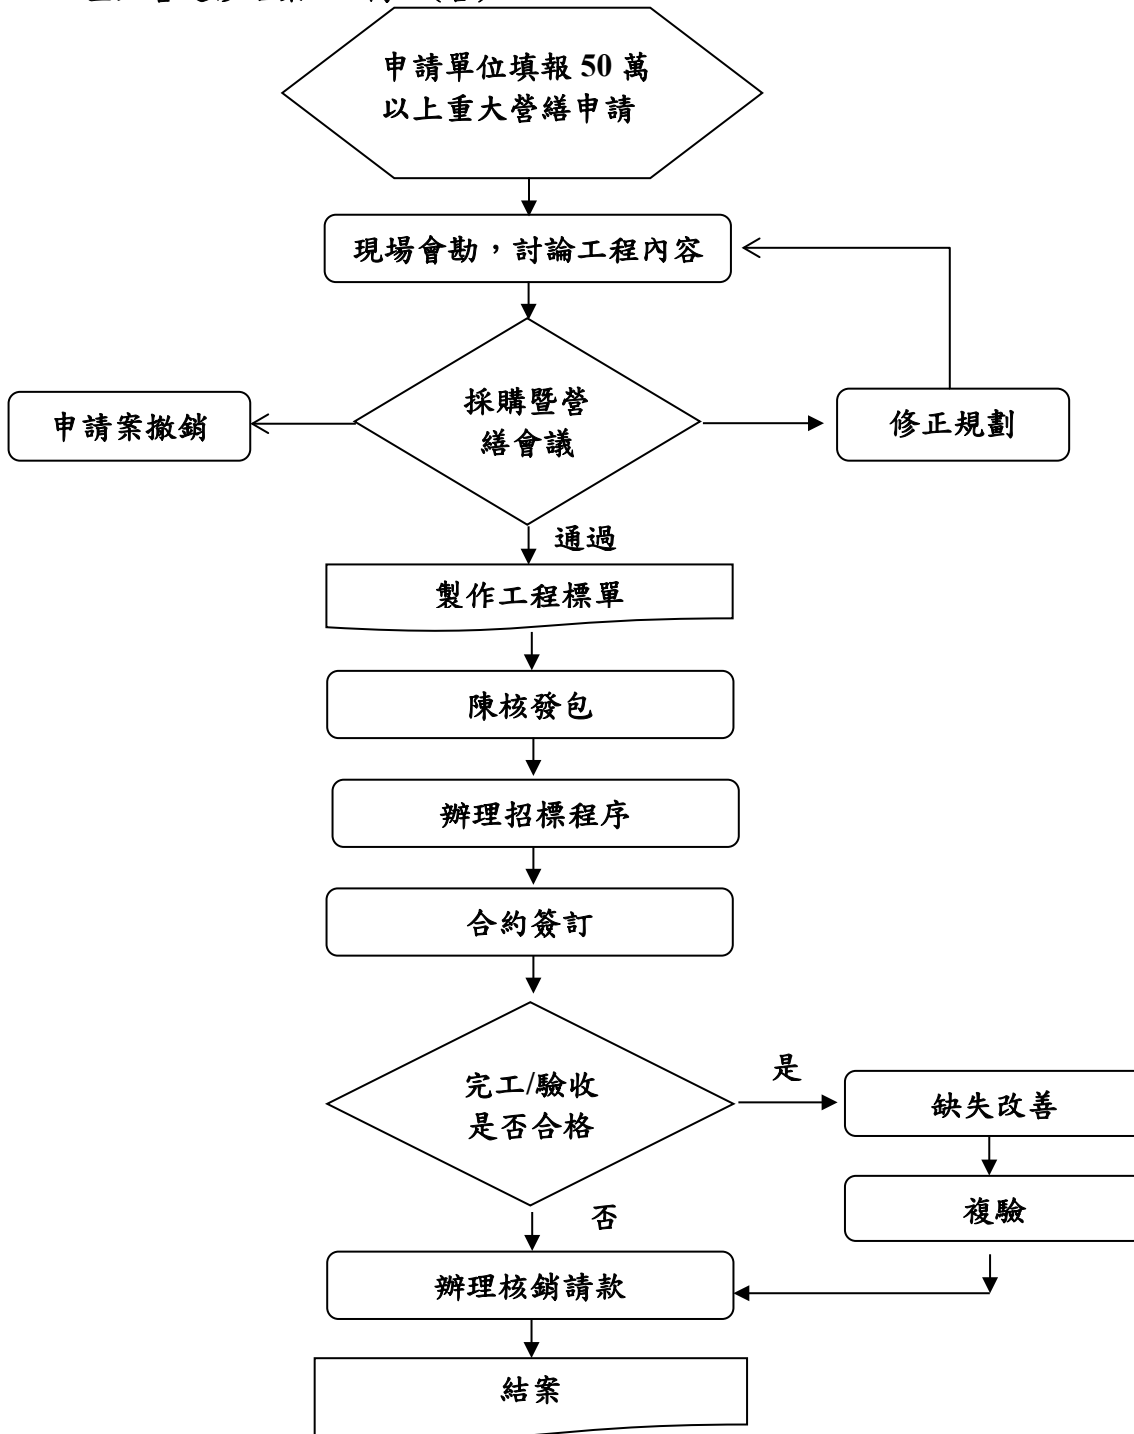 申請單位填報 50 萬
以上重大營繕申請
現場會勘，討論工程內容
採購暨營
繕會議
申請案撤銷
修正規劃
通過
製作工程標單
陳核發包
辦理招標程序
合約簽訂
完工/驗收
是否合格
是
缺失改善
複驗
否
辦理核銷請款
結案